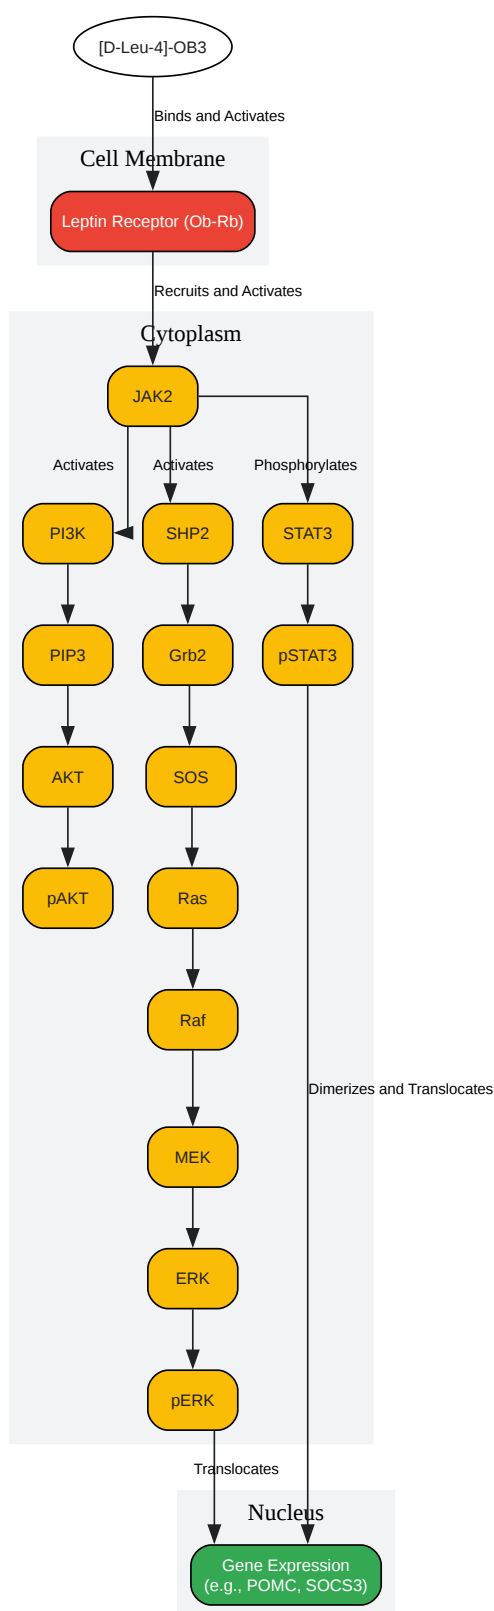 [D-Leu-4]-OB3
Binds and Activates
Cell Membrane
Leptin Receptor (Ob-Rb)
Recruits and Activates
Cytoplasm
JAK2
Activates
Activates
Phosphorylates
PI3K
SHP2
STAT3
PIP3
Grb2
pSTAT3
AKT
SOS
pAKT
Ras
Raf
Dimerizes and Translocates
MEK
ERK
pERK
Translocates
Nucleus
Gene Expression
(e.g., POMC, SOCS3)